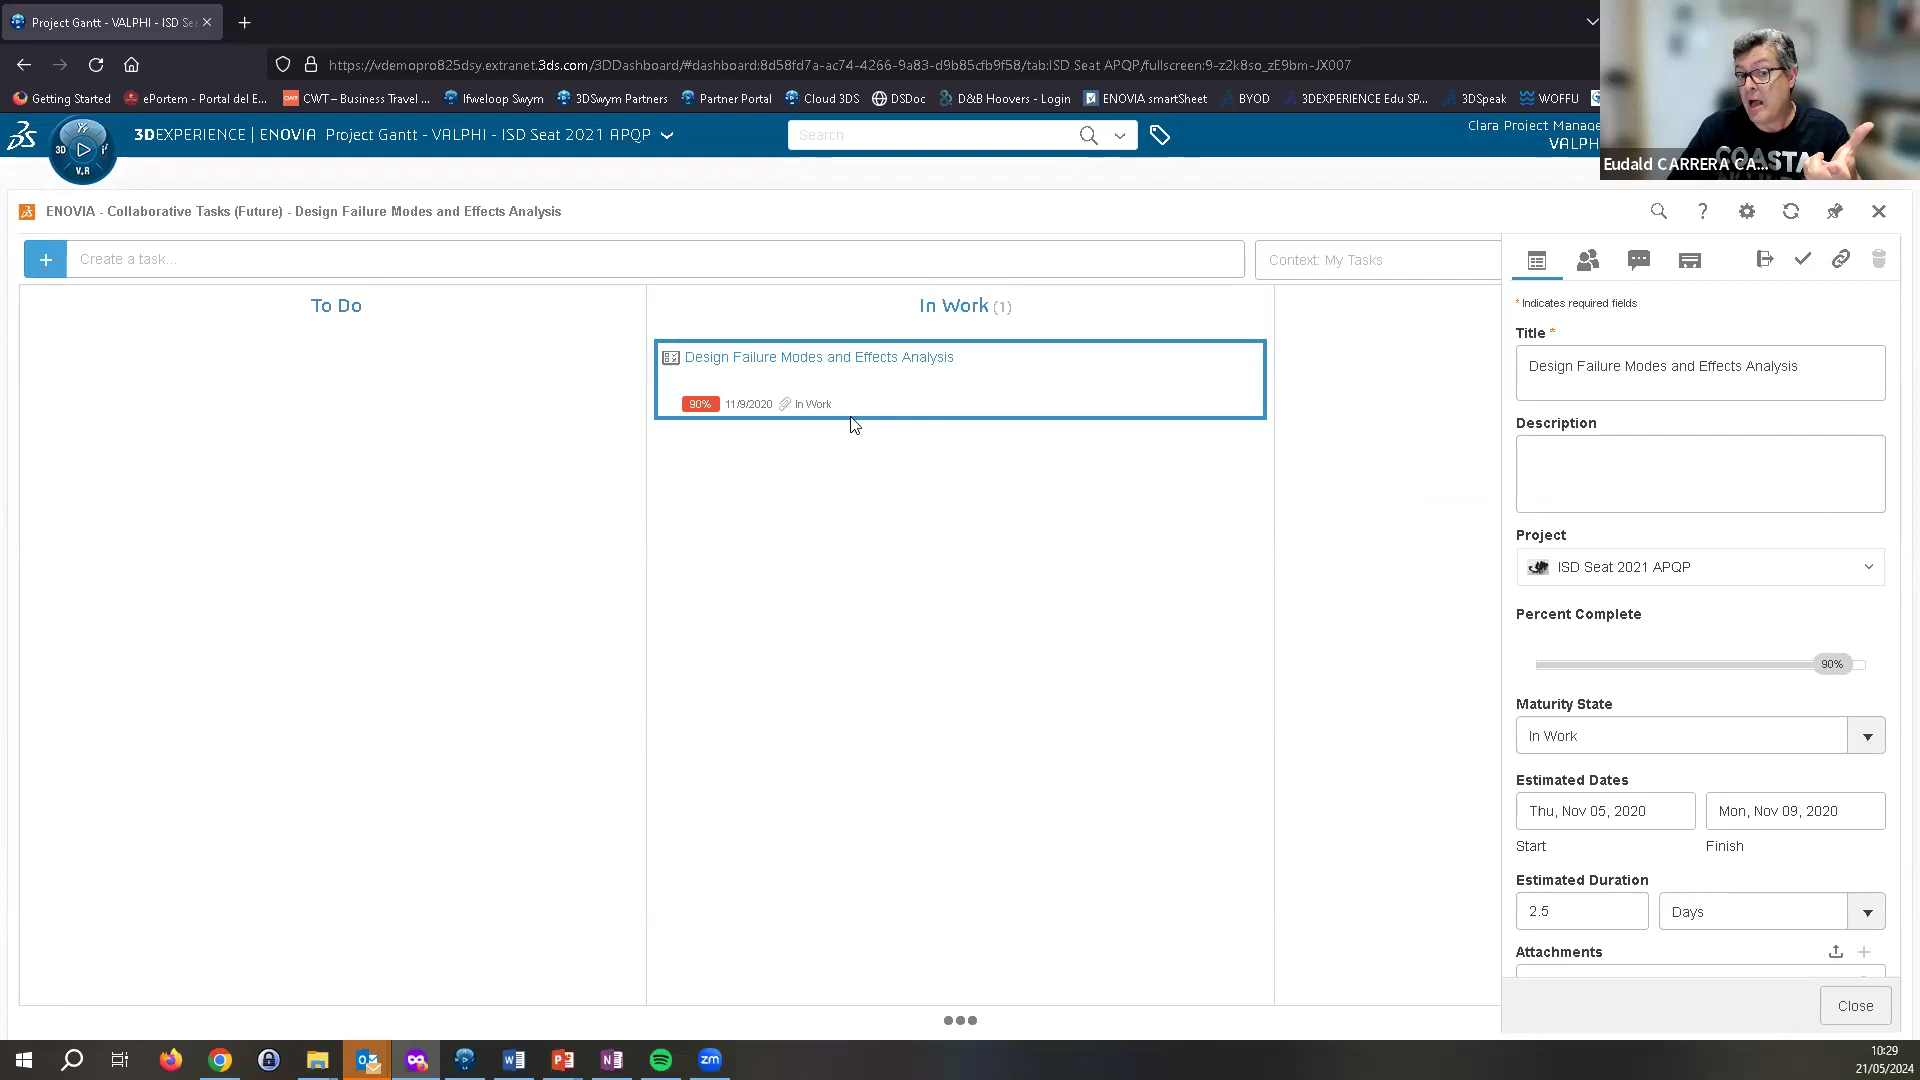 Project Gantt - VALPHI - ISD Se
https://vdemopro825dsy.extranet.3ds.com/3DDashboard/#dashboard:8d58fd7a-ac74-4266-9a83-d9b85cfb9f58/tab:ISD Seat APQP/fullscreen:9-z2k8so_zE9bm-JX007
Getting Started
ePortem - Portal del E...
CWT – Business Travel ...
Ifweloop Swym
3DSwym Partners
Partner Portal
Cloud 3DS
DSDoc
D&B Hoovers - Login
ENOVIA smartSheet
BYOD
3DEXPERIENCE Edu SP...
3DSpeak
WOFFU
3DEXPERIENCE | ENOVIA Project Gantt - VALPHI - ISD Seat 2021 APQP
3D
V.R
Search
Clara Project Manage
VALPH
COASTA
Eudald CARRERA CA...
ENOVIA - Collaborative Tasks (Future) - Design Failure Modes and Effects Analysis
+ Create a task...
Context: My Tasks
To Do
In Work (1)
Design Failure Modes and Effects Analysis
90% 11/9/2020 In Work
* Indicates required fields
Title *
Design Failure Modes and Effects Analysis
Description
Project
ISD Seat 2021 APQP
Percent Complete
90%
Maturity State
In Work
Estimated Dates
Thu, Nov 05, 2020
Mon, Nov 09, 2020
Start
Finish
Estimated Duration
2.5
Days
Attachments
Close
zm
10:29
21/05/2024